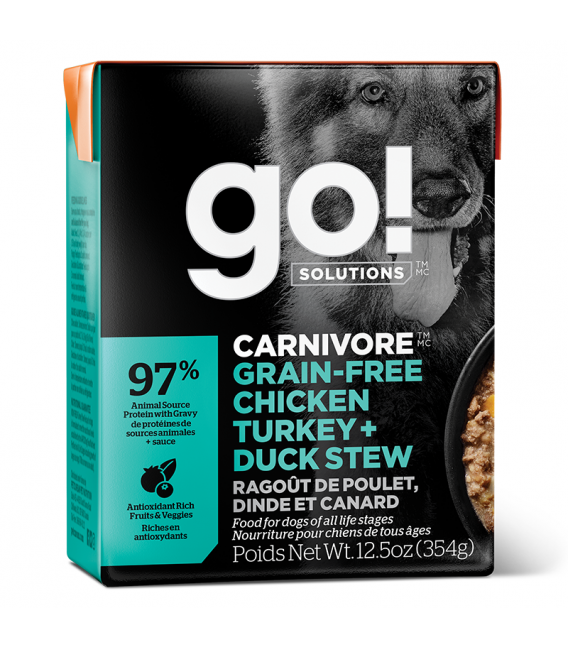 go!
SOLUTIONS
TM
MC
CARNIVORE
TM
MC
GRAIN-FREE
CHICKEN
TURKEY+
DUCK STEW
RAGOÛT DE POULET,
DINDE ET CANARD
Food for dogs of all life stages
Nourriture pour chiens de tous âges
Poids Net Wt. 12.5oz (354g)
97%
Animal Source
Protein with Gravy
de protéines de
sources animales
+ sauce
Antioxidant Rich
Fruits & Veggies
Riches en
antioxydants